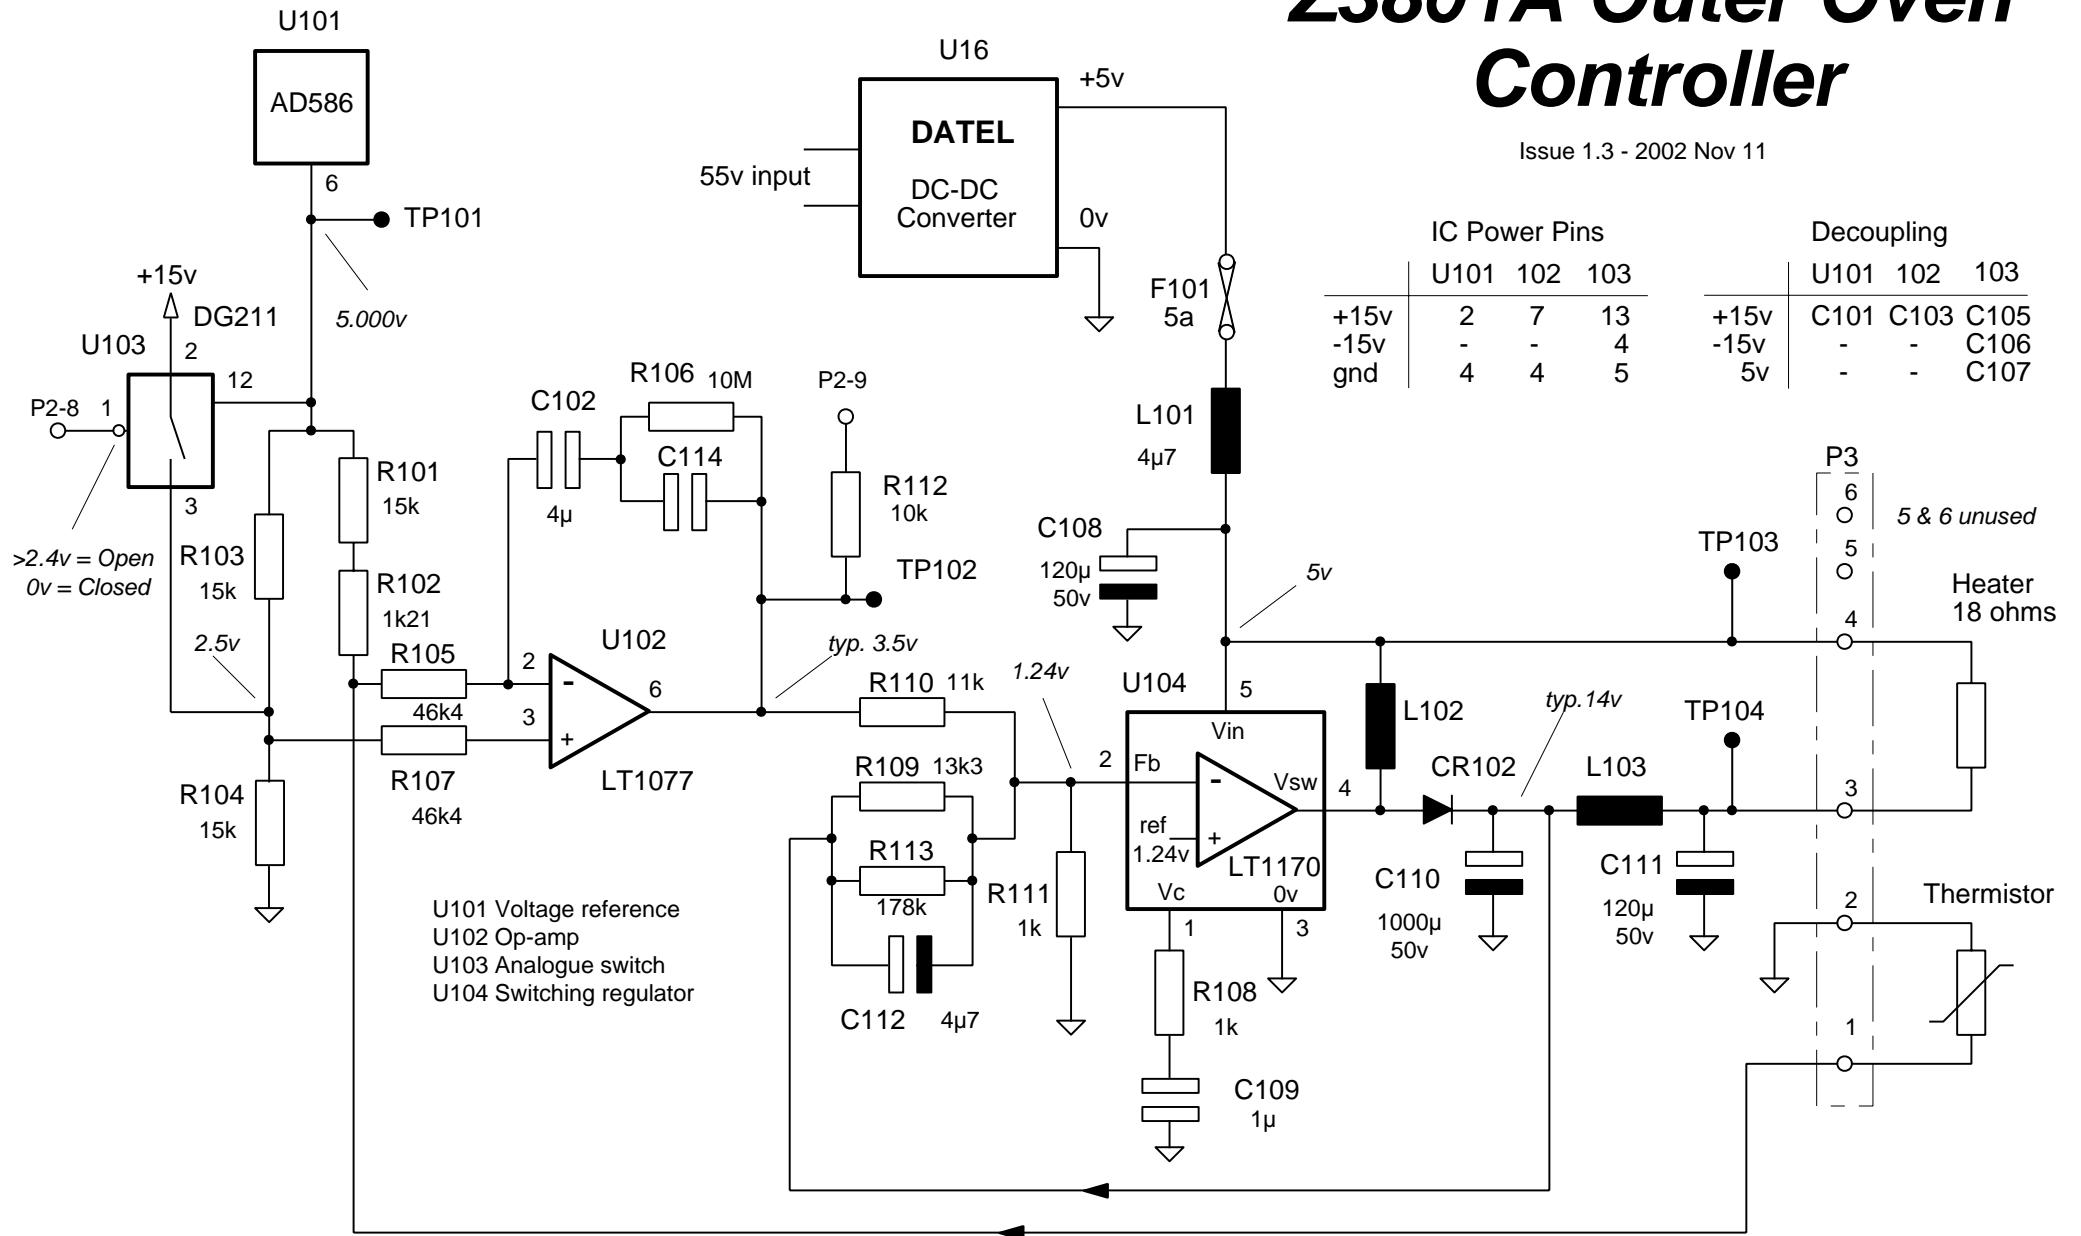 Z3801A Outer Oven
Controller
Issue 1.3 - 2002 Nov 11
U101
AD586
6
TP101
5.000v
+15v
DG211
U103
2
12
P2-8
1
3
>2.4v = Open
0v = Closed
R103
15k
R101
15k
R102
1k21
2.5v
R105
46k4
R107
46k4
R104
15k
C102
4µ
R106
10M
C114
P2-9
R112
10k
TP102
U102
2
3
6
-
+
LT1077
typ. 3.5v
U16
DATEL
DC-DC
Converter
55v input
+5v
0v
F101
5a
L101
4µ7
C108
120µ
50v
5v
R110
11k
R109
13k3
R113
178k
C112
4µ7
1.24v
R111
1k
U104
5
Vin
2
Fb
-
+
ref
1.24v
Vsw
4
LT1170
Vc
0v
1
3
R108
1k
C109
1µ
L102
CR102
typ.14v
L103
C110
1000µ
50v
C111
120µ
50v
TP103
TP104
P3
6
5
4
3
2
1
5 & 6 unused
Heater
18 ohms
Thermistor
IC Power Pins
U101 102 103
+15v 2 7 13
-15v - - 4
gnd 4 4 5
Decoupling
U101 102 103
+15v C101 C103 C105
-15v - - C106
5v - - C107
U101 Voltage reference
U102 Op-amp
U103 Analogue switch
U104 Switching regulator